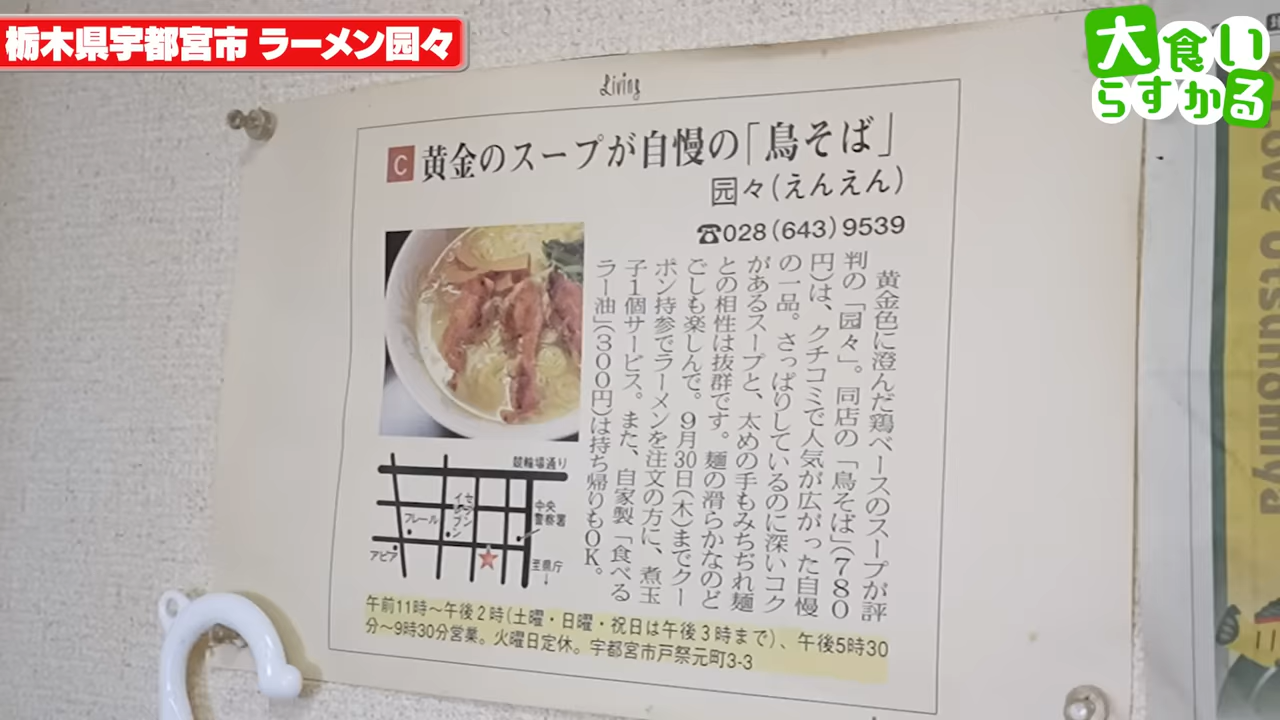 栃木県宇都宮市 ラーメン园々
大食い
らすかる
Living
C 黄金のスープが自慢の「鳥そば」
园々(えんえん)
☎028(643)9539
黄金色に澄んだ鶏ベースのスープが評
判の「园々」。同店の「鳥そば」(780
円)は、クチコミで人気が広がった自慢
の一品。さっぱりしているのに深いコク
があるスープと、太めの手もみちぢれ麺
との相性は抜群です。麺の滑らかなのど
ごしも楽しんで。9月30日(木)までクー
ポン持参でラーメンを注文の方に、煮玉
子1個サービス。また、自家製「食べる
ラー油」(300円)は持ち帰りもOK。
競輪場通り
セブン
イレブン
中央
警察署
フレール
アピア
至県庁
↓
午前11時～午後2時(土曜・日曜・祝日は午後3時まで)、午後5時30
分～9時30分営業。火曜日定休。宇都宮市戸祭元町3-3